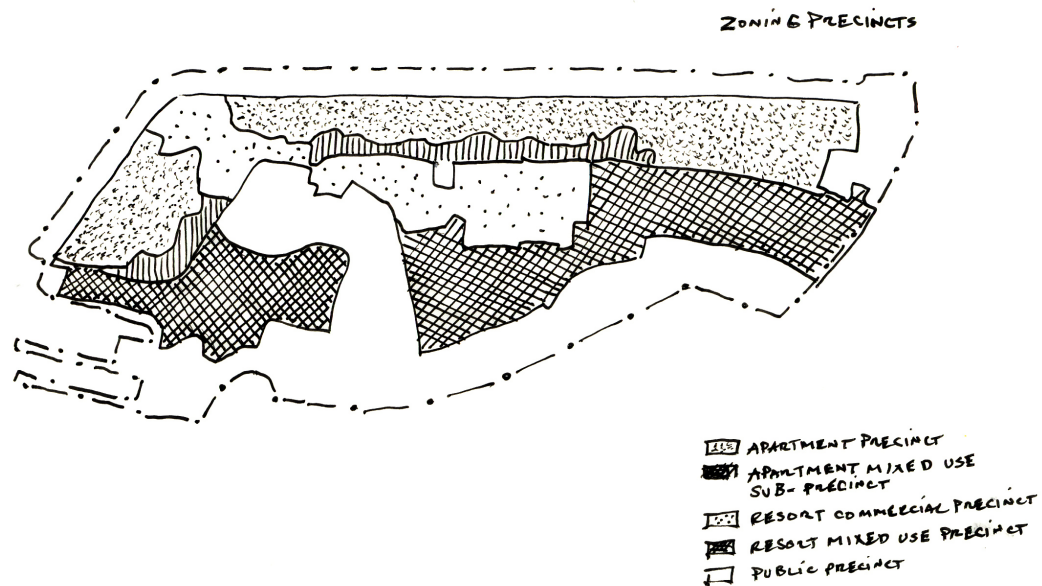 ZONING PRECINCTS
APARTMENT PRECINCT
APARTMENT MIXED USE
SUB-PRECINCT
RESORT COMMERCIAL PRECINCT
RESORT MIXED USE PRECINCT
PUBLIC PRECINCT